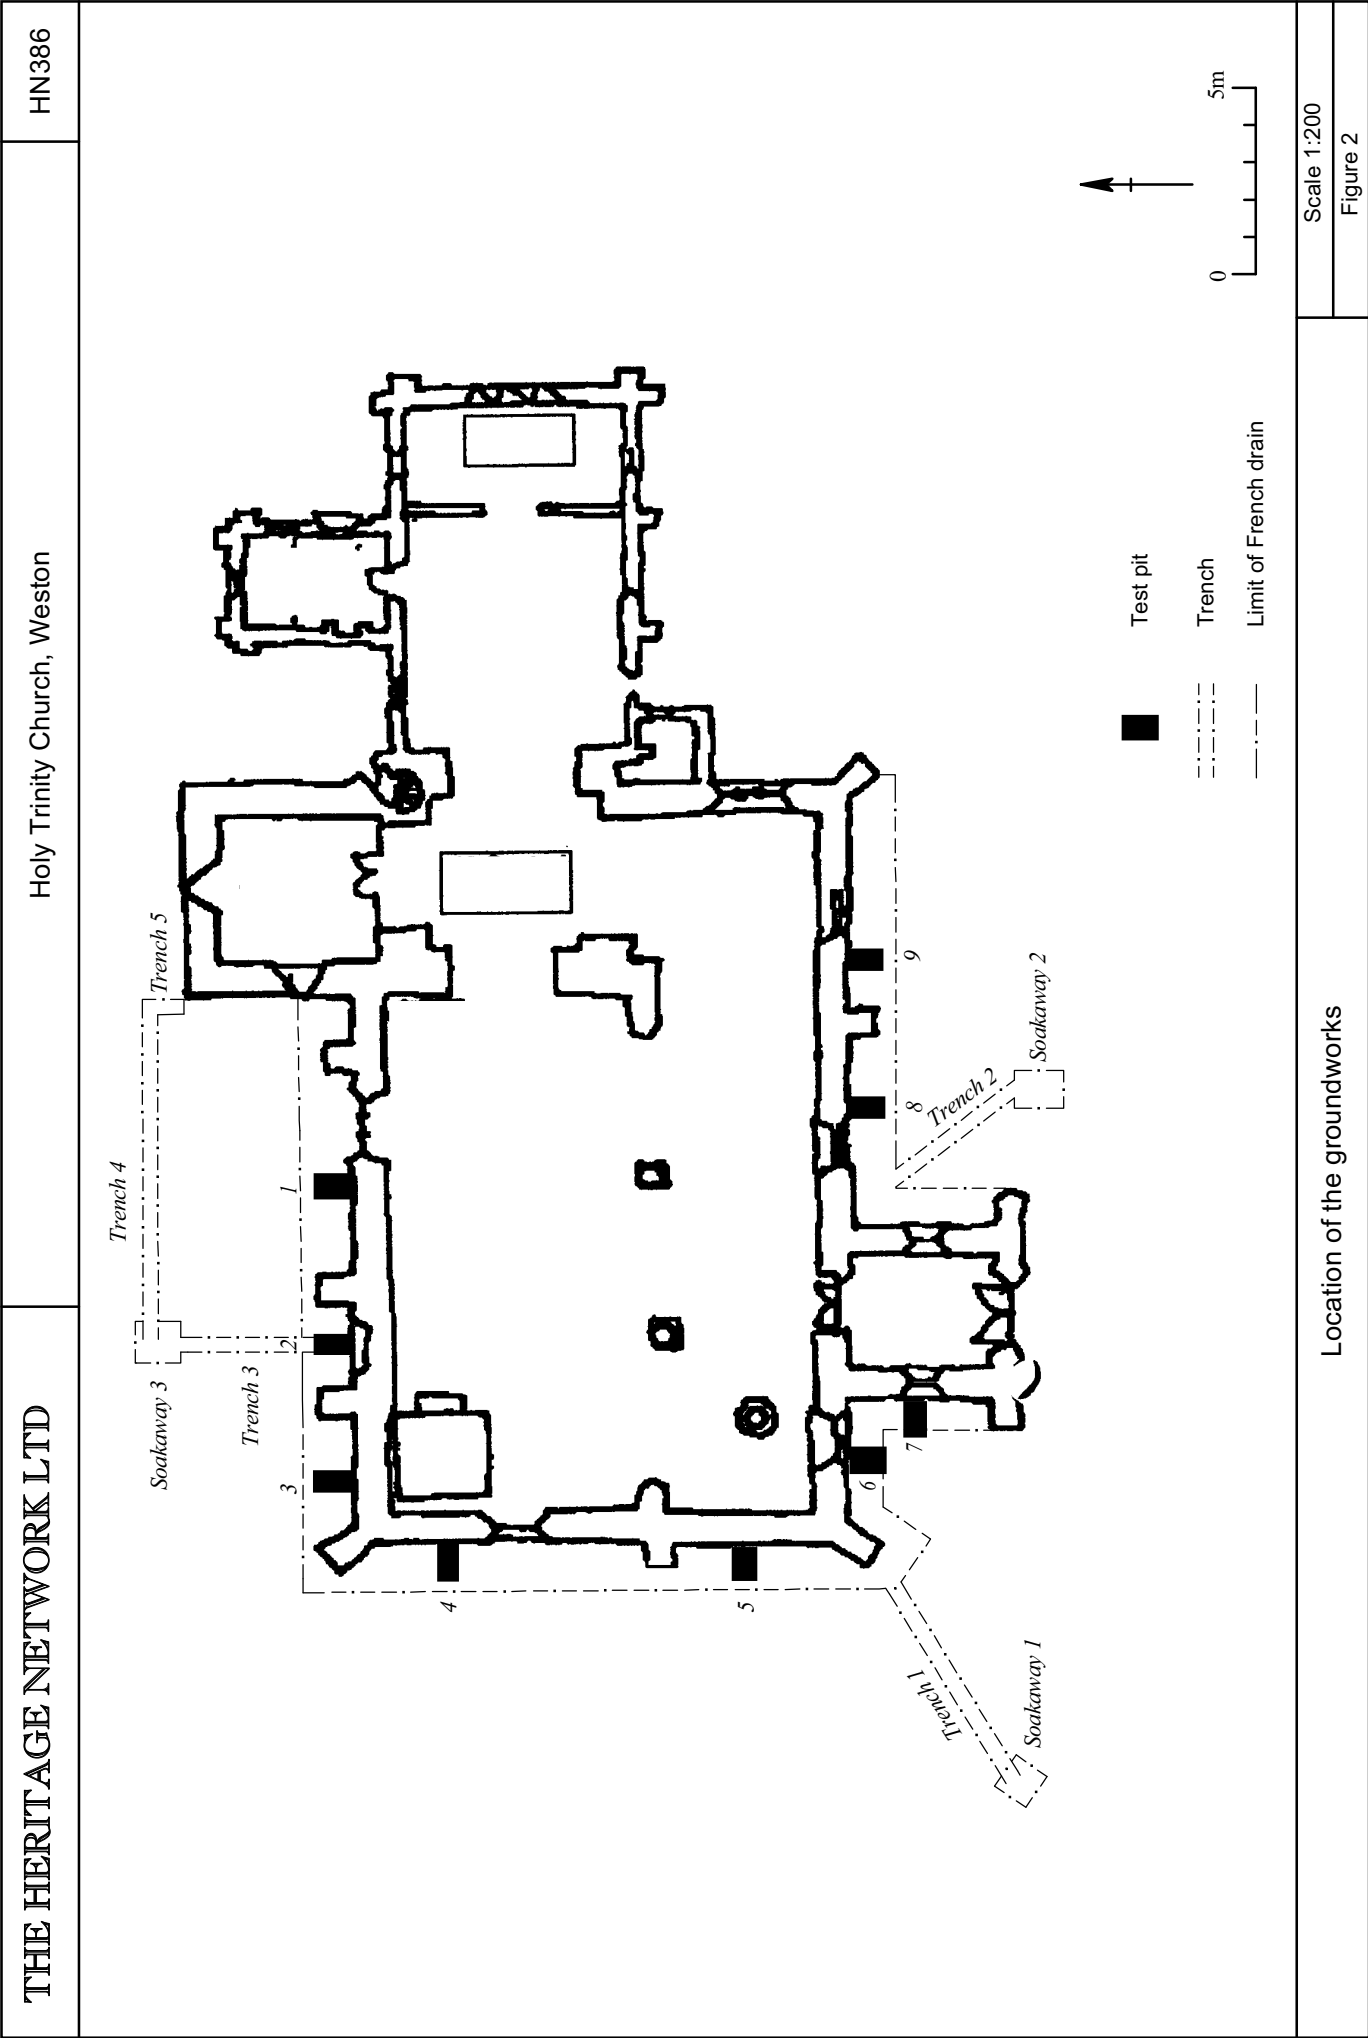 THE HERITAGE NETWORK LTD
Holy Trinity Church, Weston
HN386
Trench 4
Trench 5
Soakaway 3
Trench 3
3
2
1
4
5
6
7
8
9
Trench 2
Soakaway 2
Trench 1
Soakaway 1
Test pit
Trench
Limit of French drain
0
5m
Location of the groundworks
Scale 1:200
Figure 2